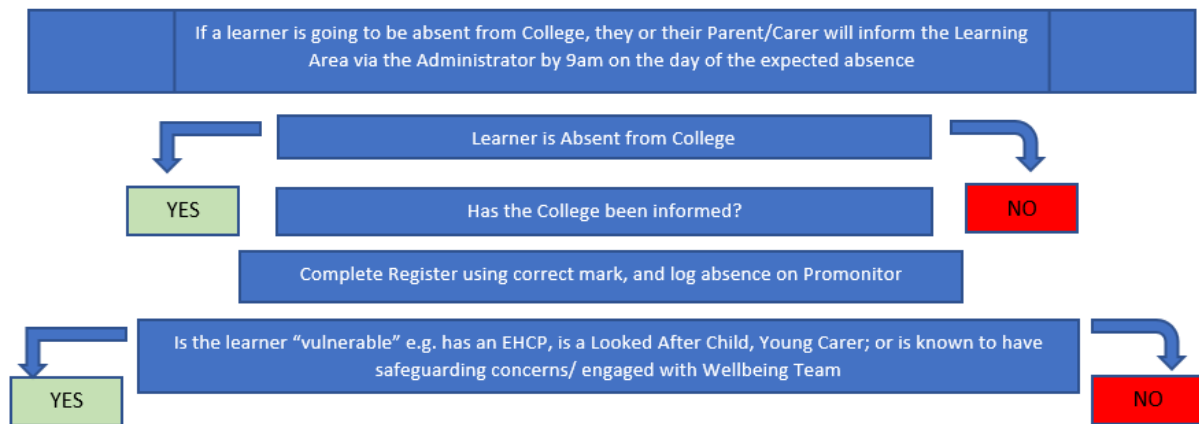 If a learner is going to be absent from College, they or their Parent/Carer will inform the Learning
Area via the Administrator by 9am on the day of the expected absence
Learner is Absent from College
YES
Has the College been informed?
NO
Complete Register using correct mark, and log absence on Promonitor
Is the learner “vulnerable” e.g. has an EHCP, is a Looked After Child, Young Carer; or is known to have
safeguarding concerns/ engaged with Wellbeing Team
YES
NO